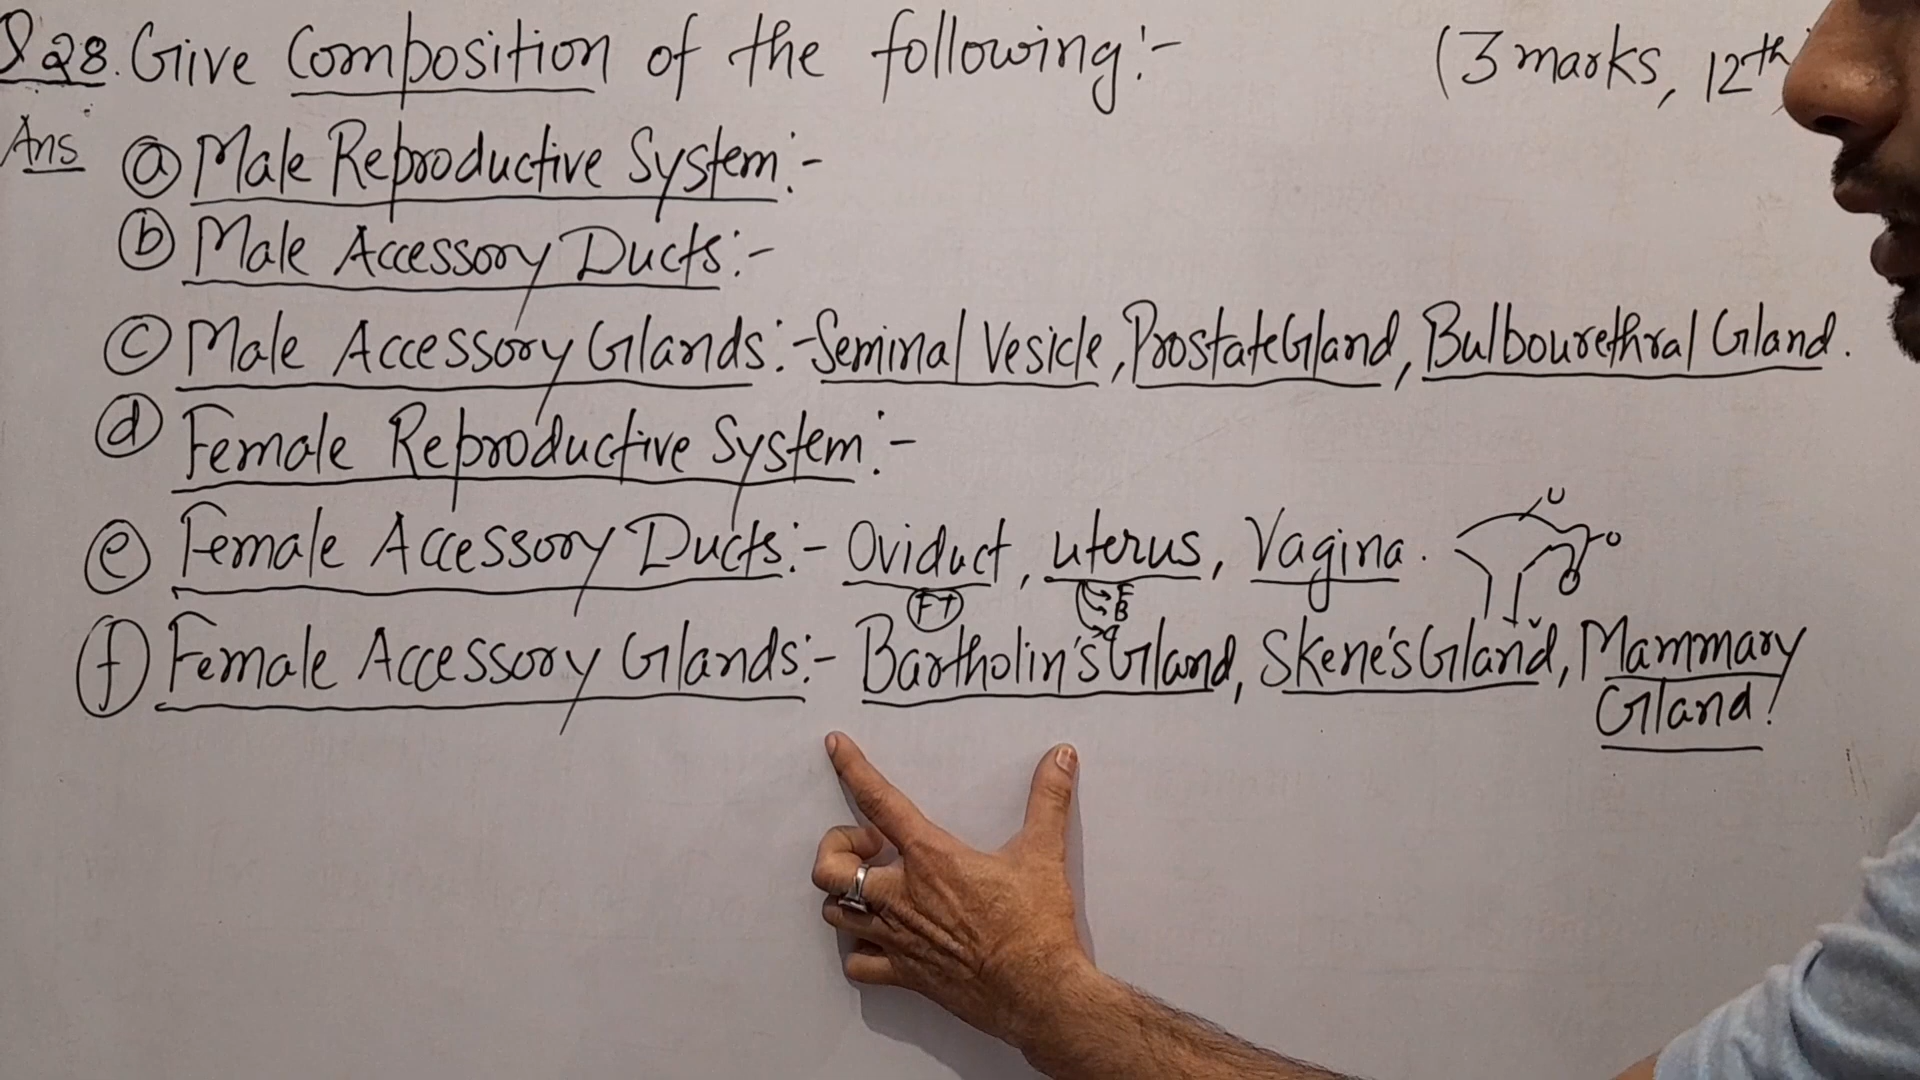 Q 28. Give Composition of the following:- (3 marks, 12th
Ans
(a) Male Reproductive System:-
(b) Male Accessory Ducts:-
(c) Male Accessory Glands:- Seminal Vesicle, Prostate Gland, Bulbourethral Gland.
(d) Female Reproductive System:-
(e) Female Accessory Ducts:- Oviduct, uterus, Vagina.
U
O
FT
F
B
C
V
(f) Female Accessory Glands:- Bartholin's Gland, Skene's Gland, Mammary
Gland!